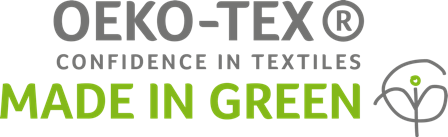 OEKO-TEX®
CONFIDENCE IN TEXTILES
MADE IN GREEN